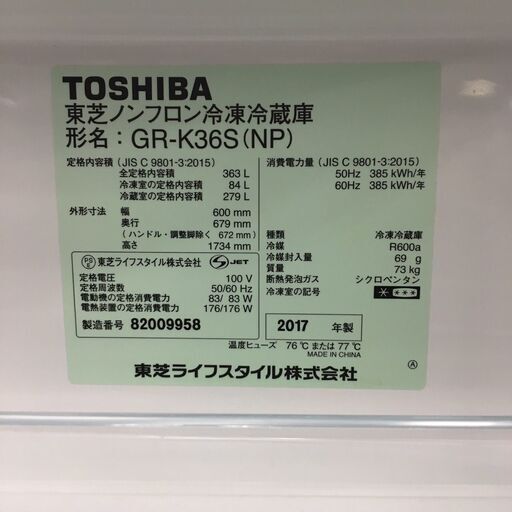 TOSHIBA
東芝ノンフロン冷凍冷蔵庫
形名：GR-K36S(NP)
定格内容積（JIS C 9801-3:2015）
全定格内容積 363 L
冷凍室の定格内容積 84 L
冷蔵室の定格内容積 279 L
外形寸法 幅 600 mm
奥行 679 mm
（ハンドル・調整脚除く 672 mm）
高さ 1734 mm
消費電力量（JIS C 9801-3:2015）
50Hz 385 kWh/年
60Hz 385 kWh/年
種類 冷凍冷蔵庫
冷媒 R600a
冷媒封入量 69 g
質量 73 kg
断熱発泡ガス シクロペンタン
冷凍室の記号
PSE 東芝ライフスタイル株式会社 S JET
定格電圧 100 V
定格周波数 50/60 Hz
電動機の定格消費電力 83/ 83 W
電熱装置の定格消費電力 176/176 W
製造番号 82009958
2017 年製
温度ヒューズ 76℃または77℃
MADE IN CHINA
東芝ライフスタイル株式会社
Ⓐ